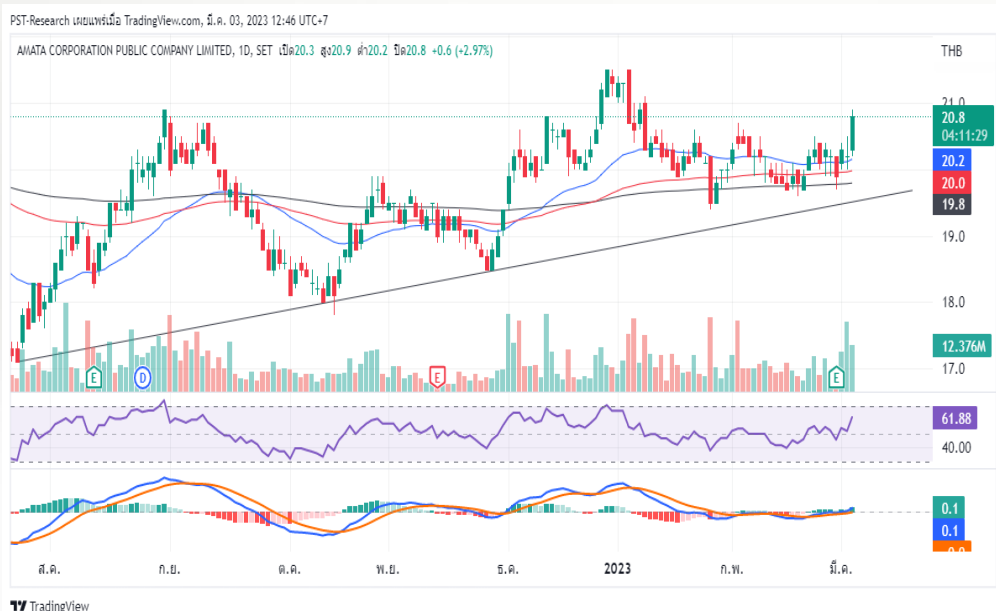 PST-Research เผยแพร่เมื่อ TradingView.com, มี.ค. 03, 2023 12:46 UTC+7
AMATA CORPORATION PUBLIC COMPANY LIMITED, 1D, SET เปิด20.3 สูง20.9 ต่ำ20.2 ปิด20.8 +0.6 (+2.97%)
THB
21.0
20.8
04:11:29
20.2
20.0
19.8
19.0
18.0
12.376M
17.0
E D E E
61.88
40.00
0.1
0.1
-0.0
ส.ค. ก.ย. ต.ค. พ.ย. ธ.ค. 2023 ก.พ. มี.ค.
TradingView